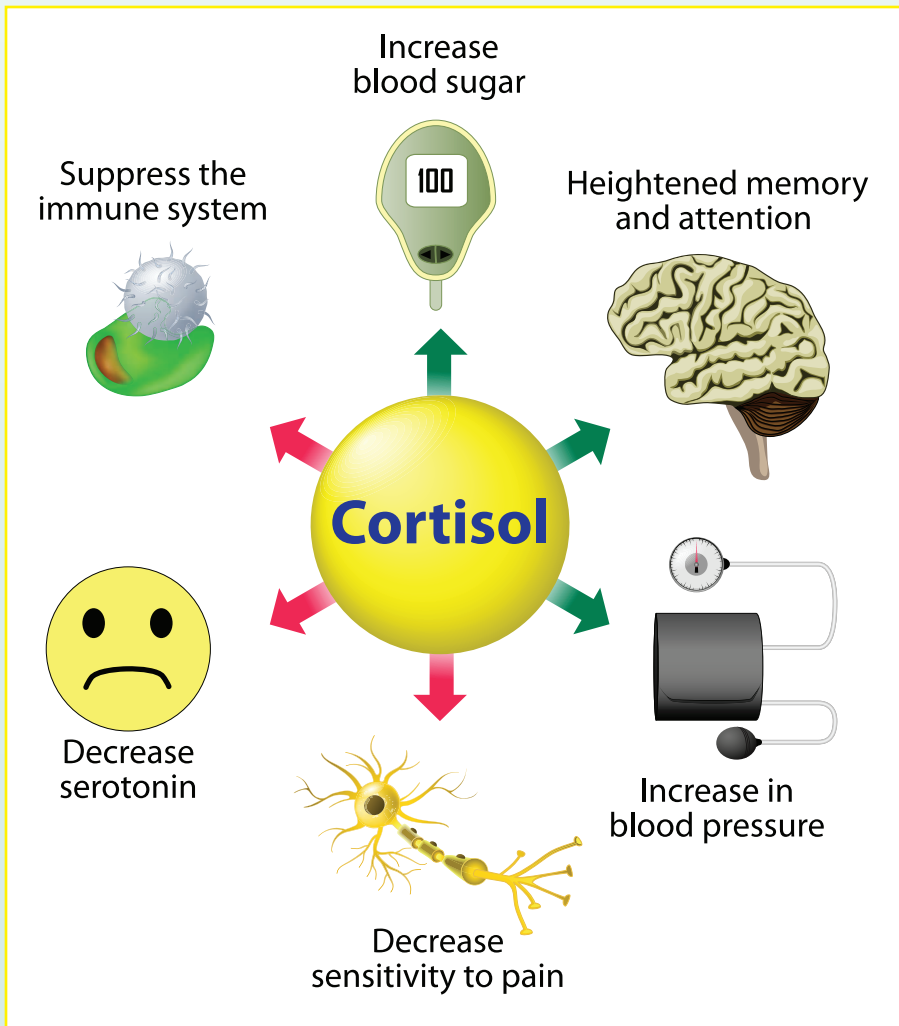 Increase
blood sugar
100
Suppress the
immune system
Heightened memory
and attention
Cortisol
Decrease
serotonin
Increase in
blood pressure
Decrease
sensitivity to pain